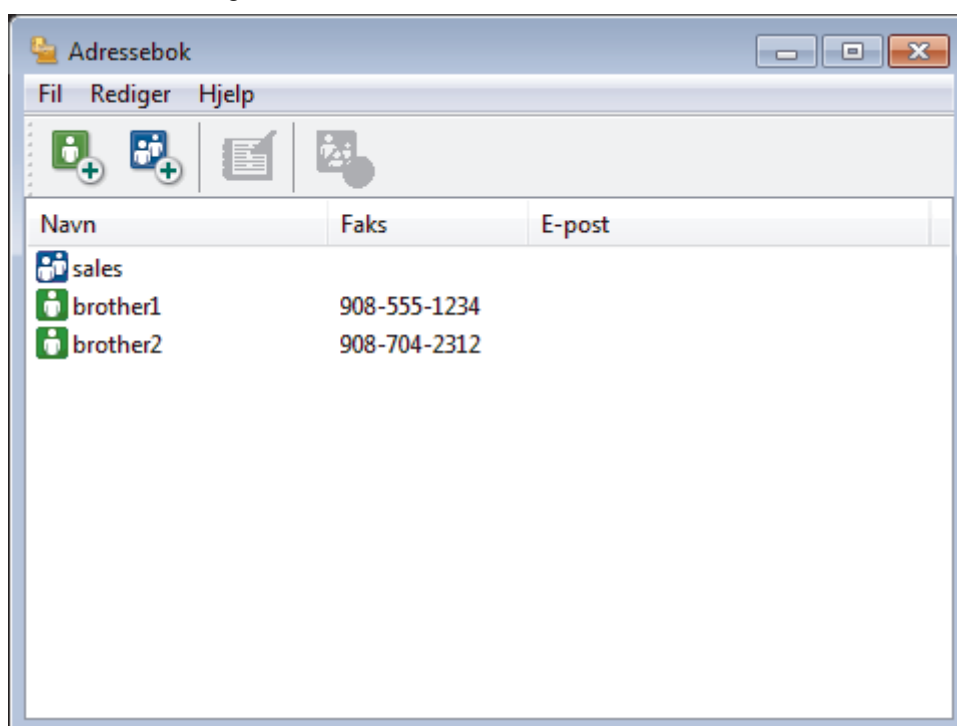 Adressebok
Fil Rediger Hjelp
Navn Faks E-post
sales
brother1 908-555-1234
brother2 908-704-2312